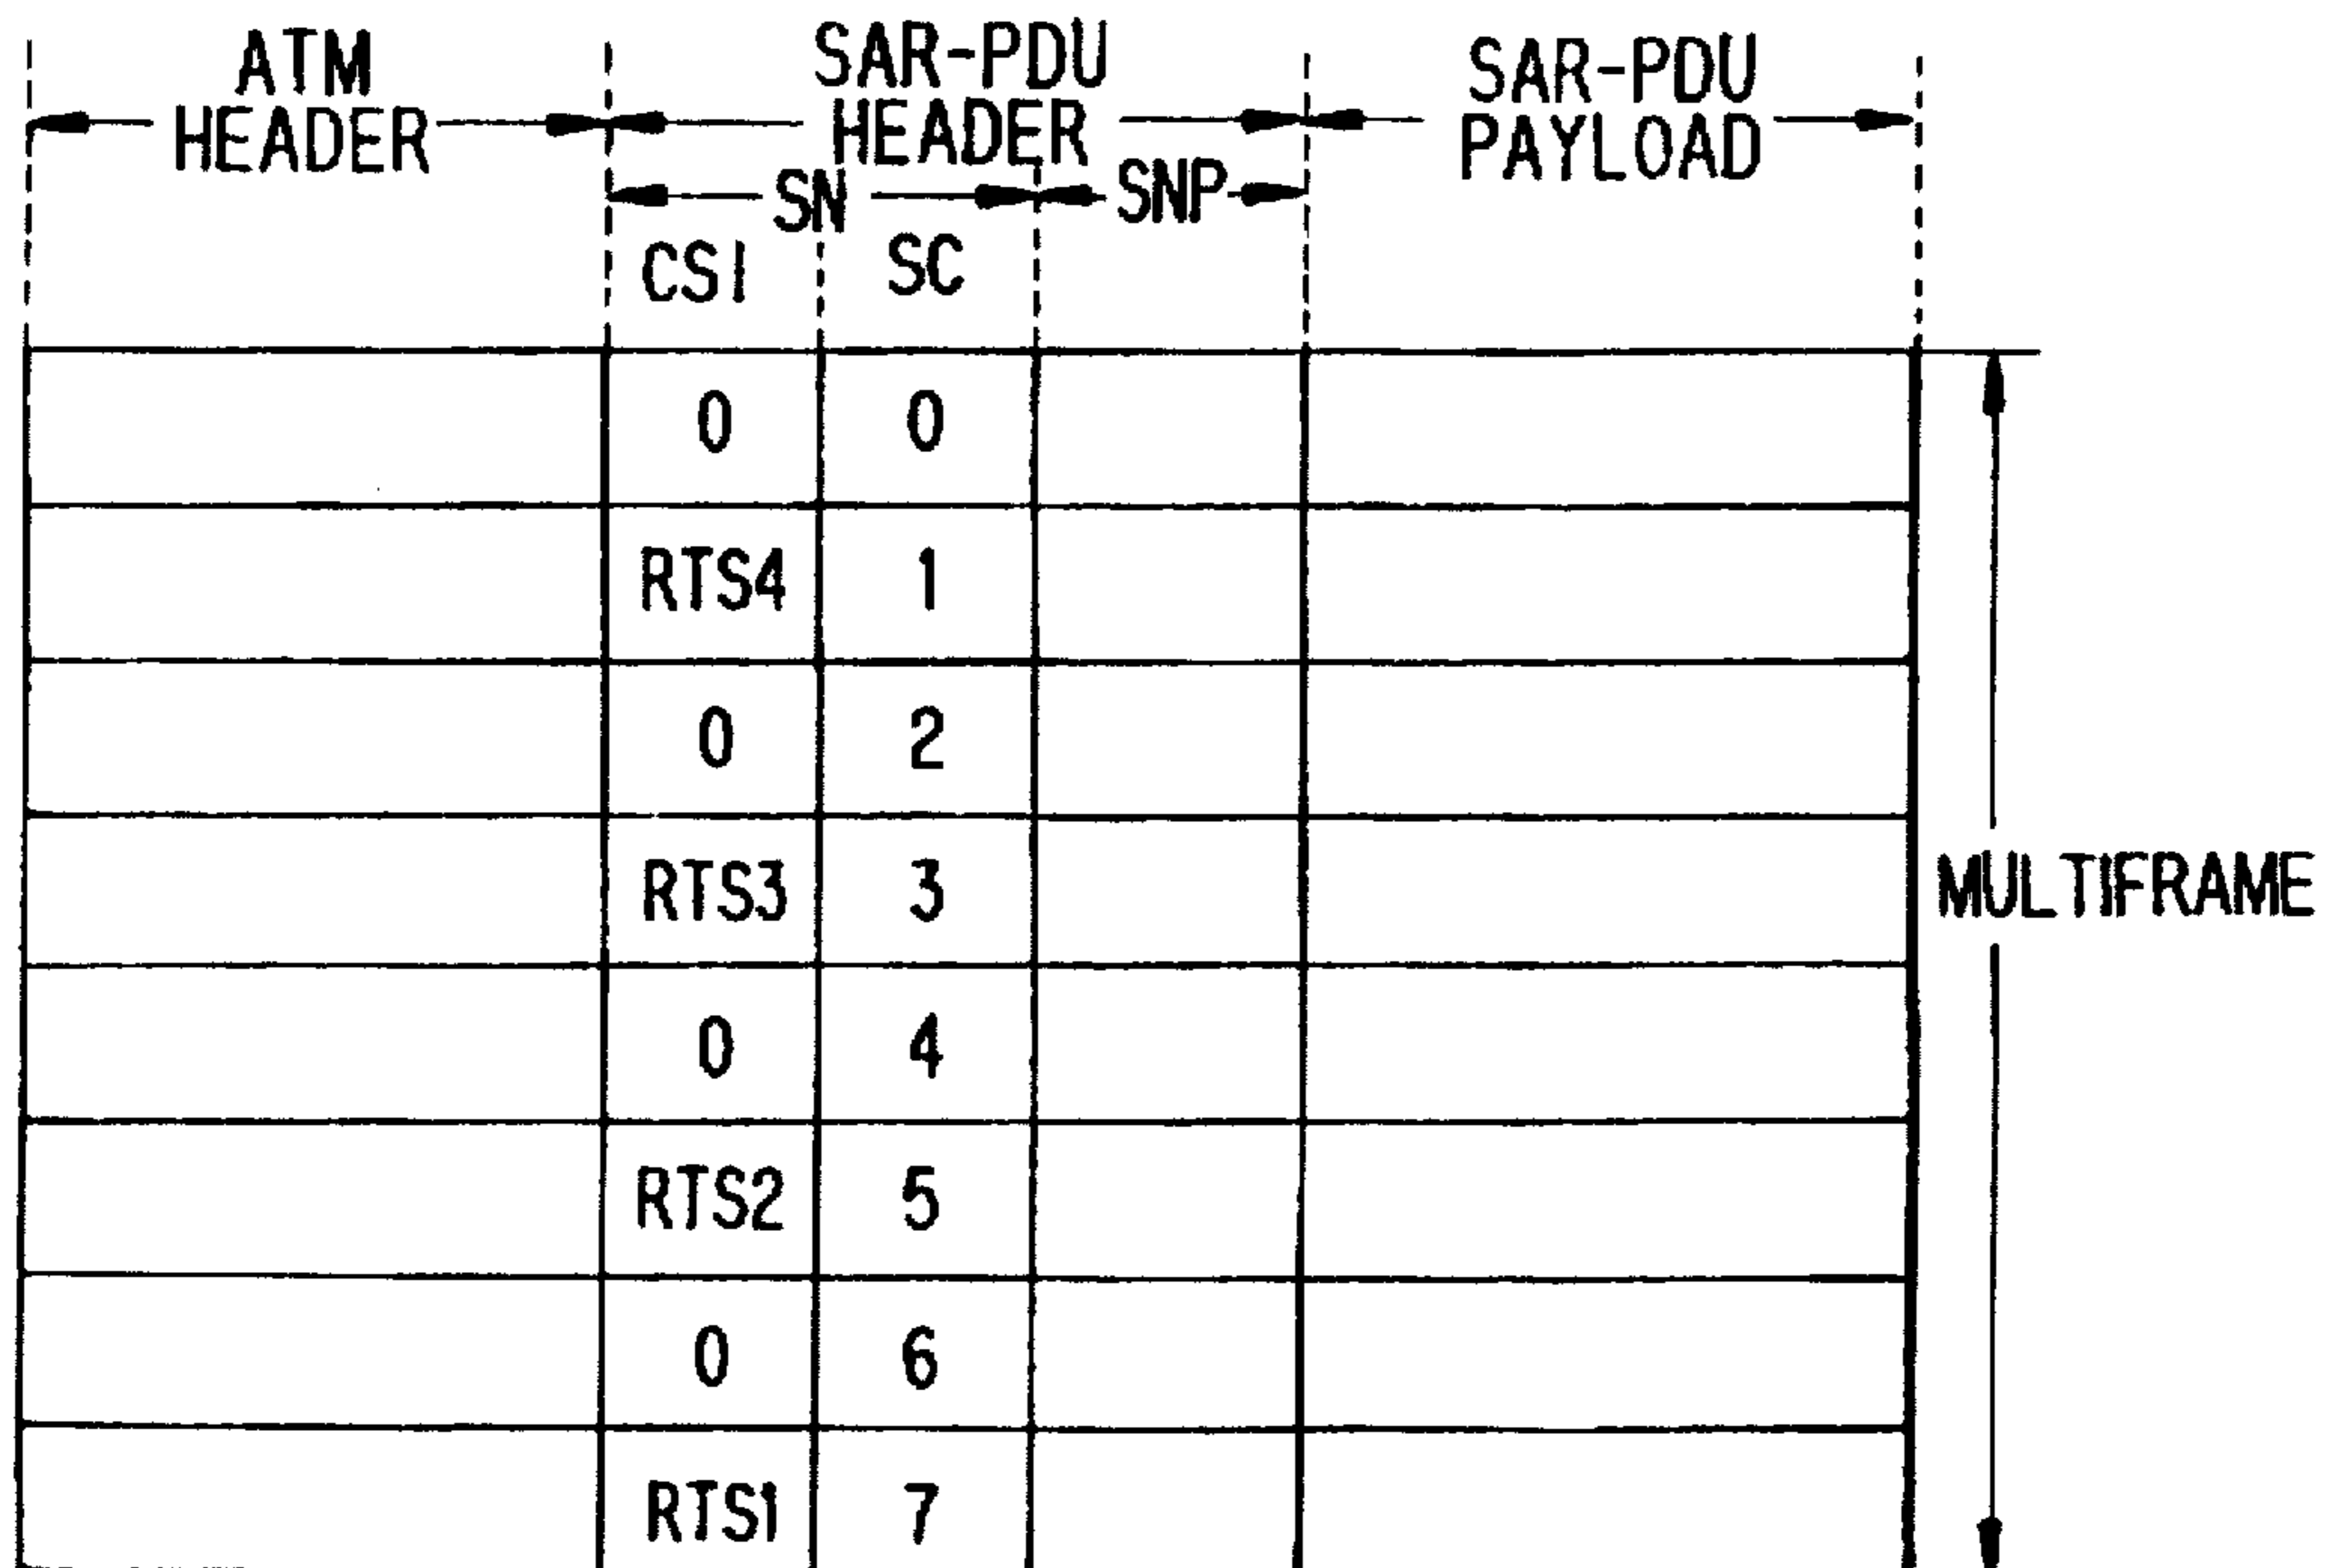 ATM
HEADER
SAR-PDU
HEADER
SAR-PDU
PAYLOAD
SN
SNP
CSI
SC
0 0
RTS4 1
0 2
RTS3 3
0 4
RTS2 5
0 6
RTS1 7
MULTIFRAME